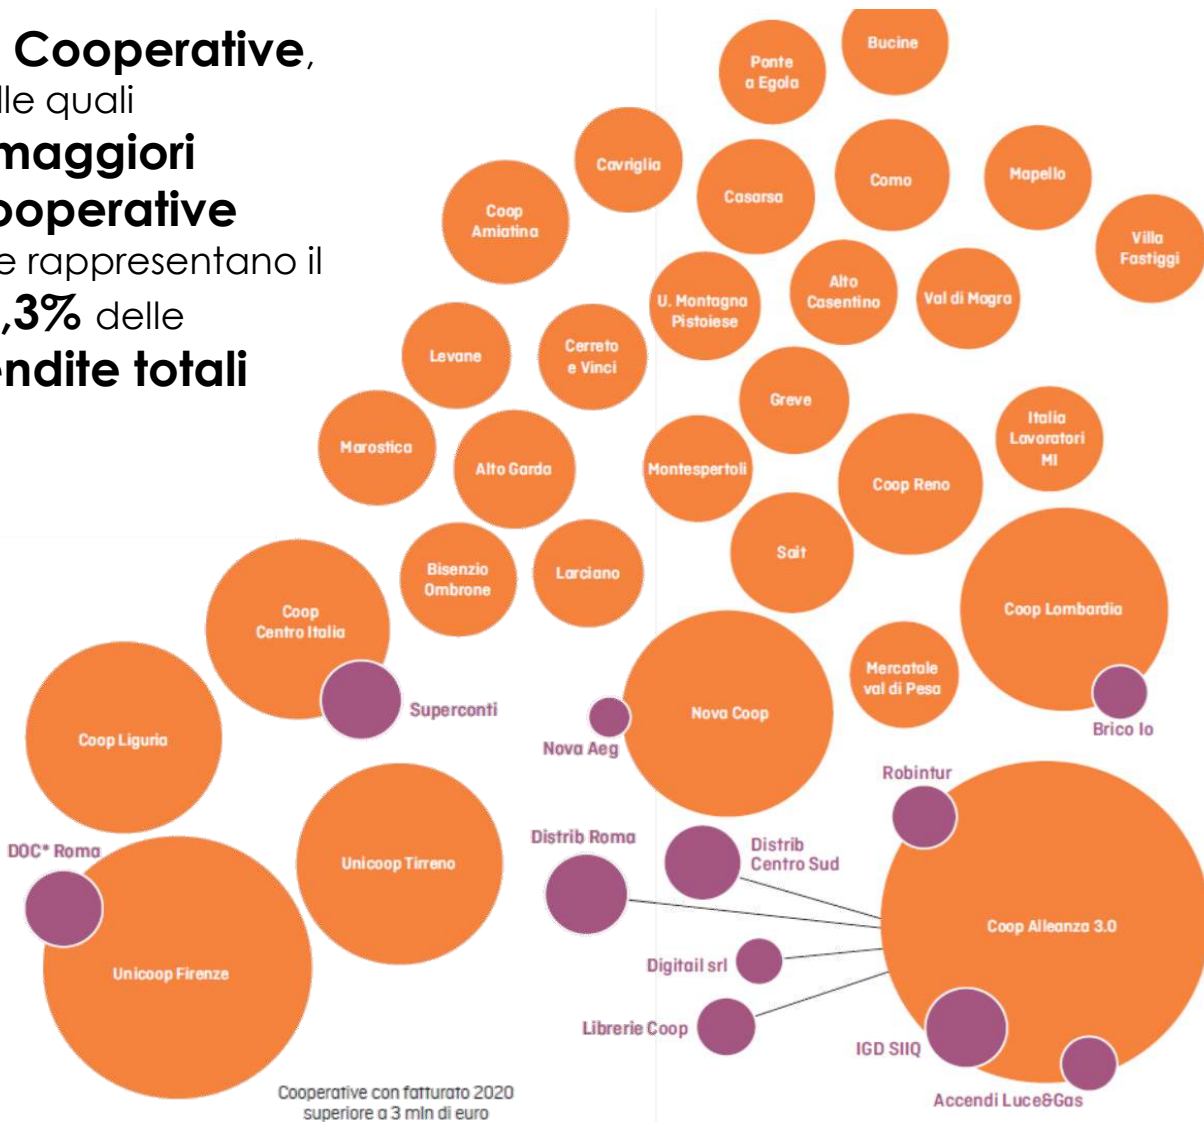 Cooperative,
lle quali
maggiori
ooperative
e rappresentano il
,3% delle
endite totali
Bucine
Ponte
a Egola
Cavriglia
Casarsa
Como
Mapello
Coop
Amiatina
Villa
Fastiggi
U. Montagna
Pistoiese
Alto
Casentino
Val di Magra
Levane
Cerreto
e Vinci
Greve
Italia
Lavoratori
MI
Marostica
Alto Garda
Montespertoli
Coop Reno
Sait
Bisenzio
Ombrone
Larciano
Coop
Centro Italia
Coop Lombardia
Mercatale
val di Pesa
Superconti
Nova Coop
Nova Aeg
Brico Io
Coop Liguria
Robintur
DOC* Roma
Unicoop Tirreno
Distrib Roma
Distrib
Centro Sud
Coop Alleanza 3.0
Unicoop Firenze
Digitail srl
Librerie Coop
IGD SIIQ
Accendi Luce&Gas
Cooperative con fatturato 2020
superiore a 3 mln di euro